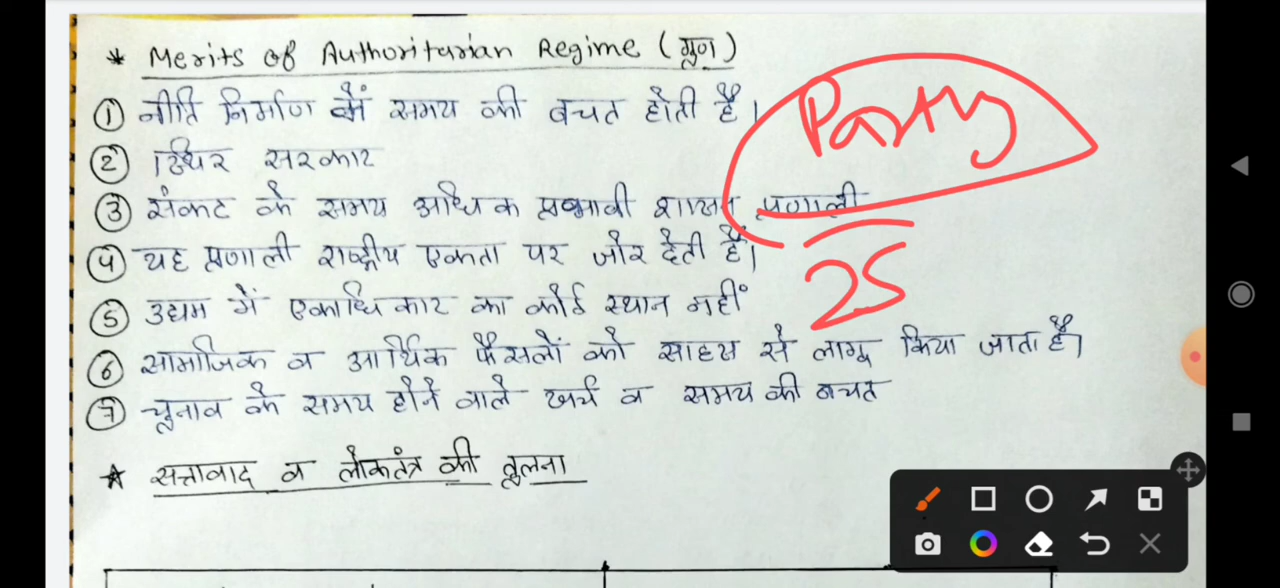 * Merits of Authoritarian Regime (गुण)
① नीति निर्माण में समय की बचत होती है।
② स्थिर सरकार
③ संकट के समय अधिक प्रभावी शासन प्रणाली
④ यह प्रणाली राष्ट्रीय एकता पर जोर देती है।
⑤ उद्यम में एकाधिकार का कोई स्थान नहीं
⑥ सामाजिक व आर्थिक फैसलों को साहस से लागू किया जाता है।
⑦ चुनाव के समय होने वाले खर्च व समय की बचत
* सत्तावाद व लोकतंत्र की तुलना
Party
25